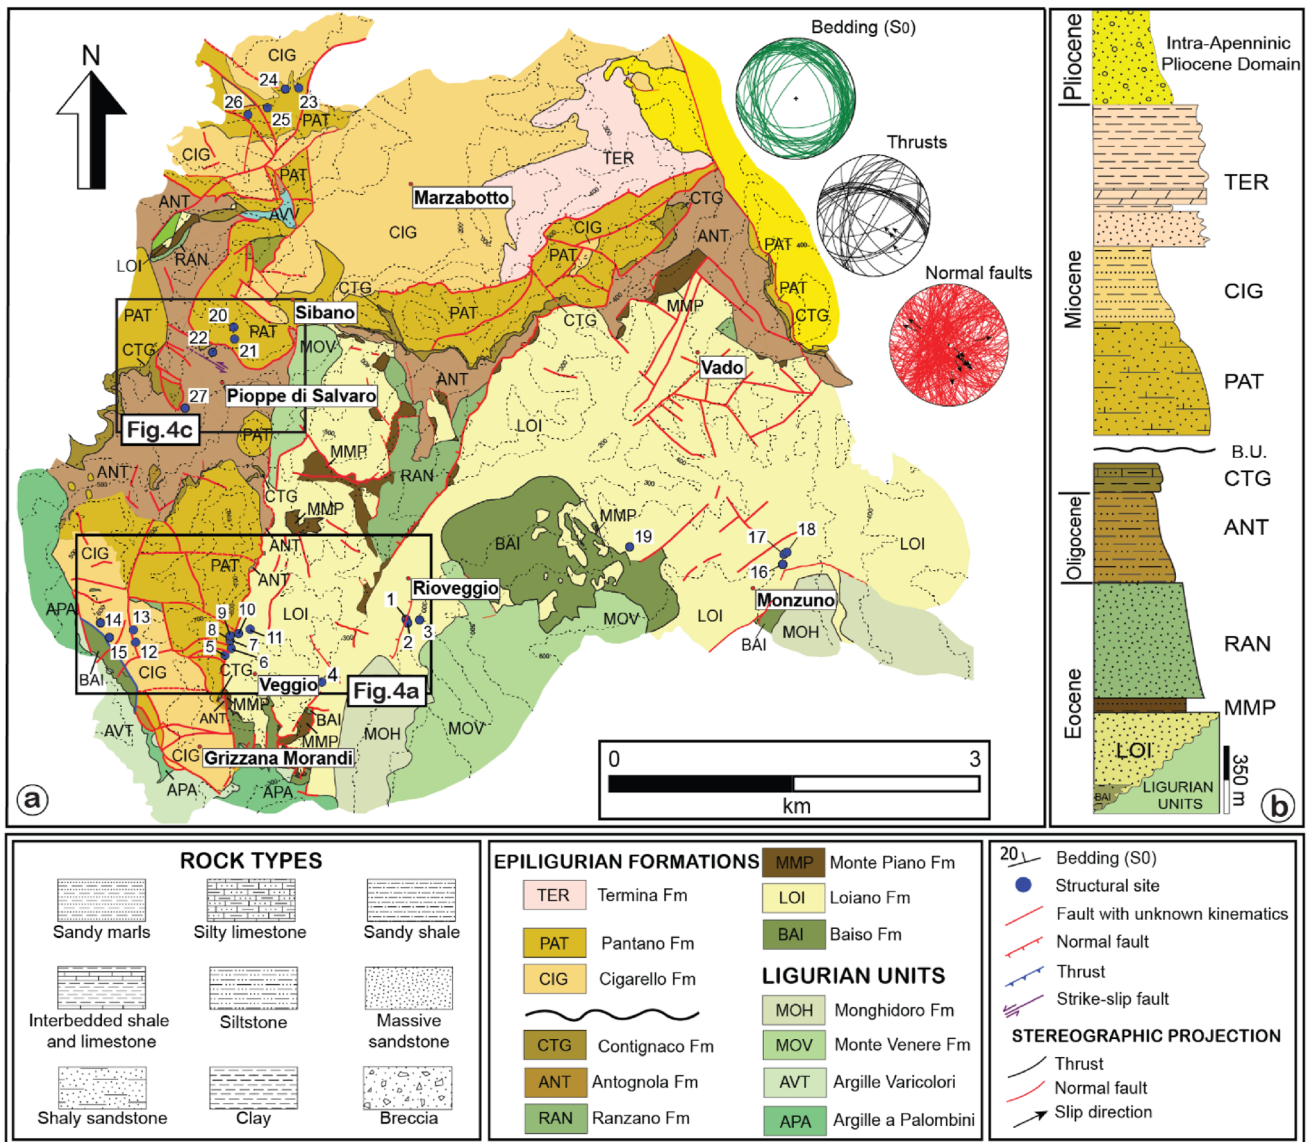 N
CIG
24
26
23
25
PAT
CIG
PAT
ANT
AVV
LOI
RAN
Marzabotto
CIG
TER
CTG
CIG
ANT
PAT
PAT
400
PAT
CTG
Bedding (S0)
Thrusts
Normal faults
CTG
Sibano
PAT
20
PAT
22
21
CTG
MOV
PAT
CTG
MMP
Vado
27
Pioppe di Salvaro
ANT
Fig.4c
PAT
LOI
MMP
RAN
ANT
CTG
MMP
CIG
PAT
ANT
ANT
BAI
MMP
19
17
18
16
LOI
LOI
APA
LOI
Rioveggio
Monzuno
MOV
BAI
MOH
14
13
9
10
8
11
5
7
6
15
12
1
2
3
4
BAI
CIG
CTG
Veggio
Fig.4a
ANT
MMP
BAI
MMP
MOH
MOV
AVT
CIG
Grizzana Morandi
APA
APA
0
3
km
a
Pliocene
Miocene
Oligocene
Eocene
Intra-Apenninic
Pliocene Domain
TER
CIG
PAT
B.U.
CTG
ANT
RAN
MMP
LOI
BAI
LIGURIAN
UNITS
350 m
b
ROCK TYPES
Sandy marls
Silty limestone
Sandy shale
Interbedded shale
and limestone
Siltstone
Massive
sandstone
Shaly sandstone
Clay
Breccia
EPILIGURIAN FORMATIONS
TER Termina Fm
PAT Pantano Fm
CIG Cigarello Fm
CTG Contignaco Fm
ANT Antognola Fm
RAN Ranzano Fm
MMP Monte Piano Fm
LOI Loiano Fm
BAI Baiso Fm
LIGURIAN UNITS
MOH Monghidoro Fm
MOV Monte Venere Fm
AVT Argille Varicolori
APA Argille a Palombini
20 Bedding (S0)
Structural site
Fault with unknown kinematics
Normal fault
Thrust
Strike-slip fault
STEREOGRAPHIC PROJECTION
Thrust
Normal fault
Slip direction